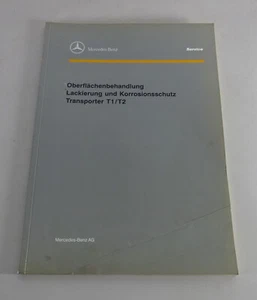 Mercedes-Benz
Service
Oberflächenbehandlung
Lackierung und Korrosionsschutz
Transporter T1/T2
Mercedes-Benz AG